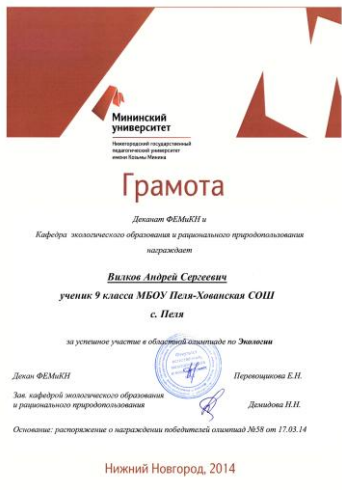 Мининский
университет
Нижегородский государственный
педагогический университет
имени Козьмы Минина
Грамота
Деканат ФЕМиКН и
Кафедра экологического образования и рационального природопользования
награждает
Вилков Андрей Сергеевич
ученик 9 класса МБОУ Пеля-Хованская СОШ
с. Пеля
за успешное участие в областной олимпиаде по Экологии
Декан ФЕМиКН Перевощикова Е.Н.
Зав. кафедрой экологического образования
и рационального природопользования Демидова Н.Н.
Основание: распоряжение о награждении победителей олимпиад №58 от 17.03.14
Нижний Новгород, 2014